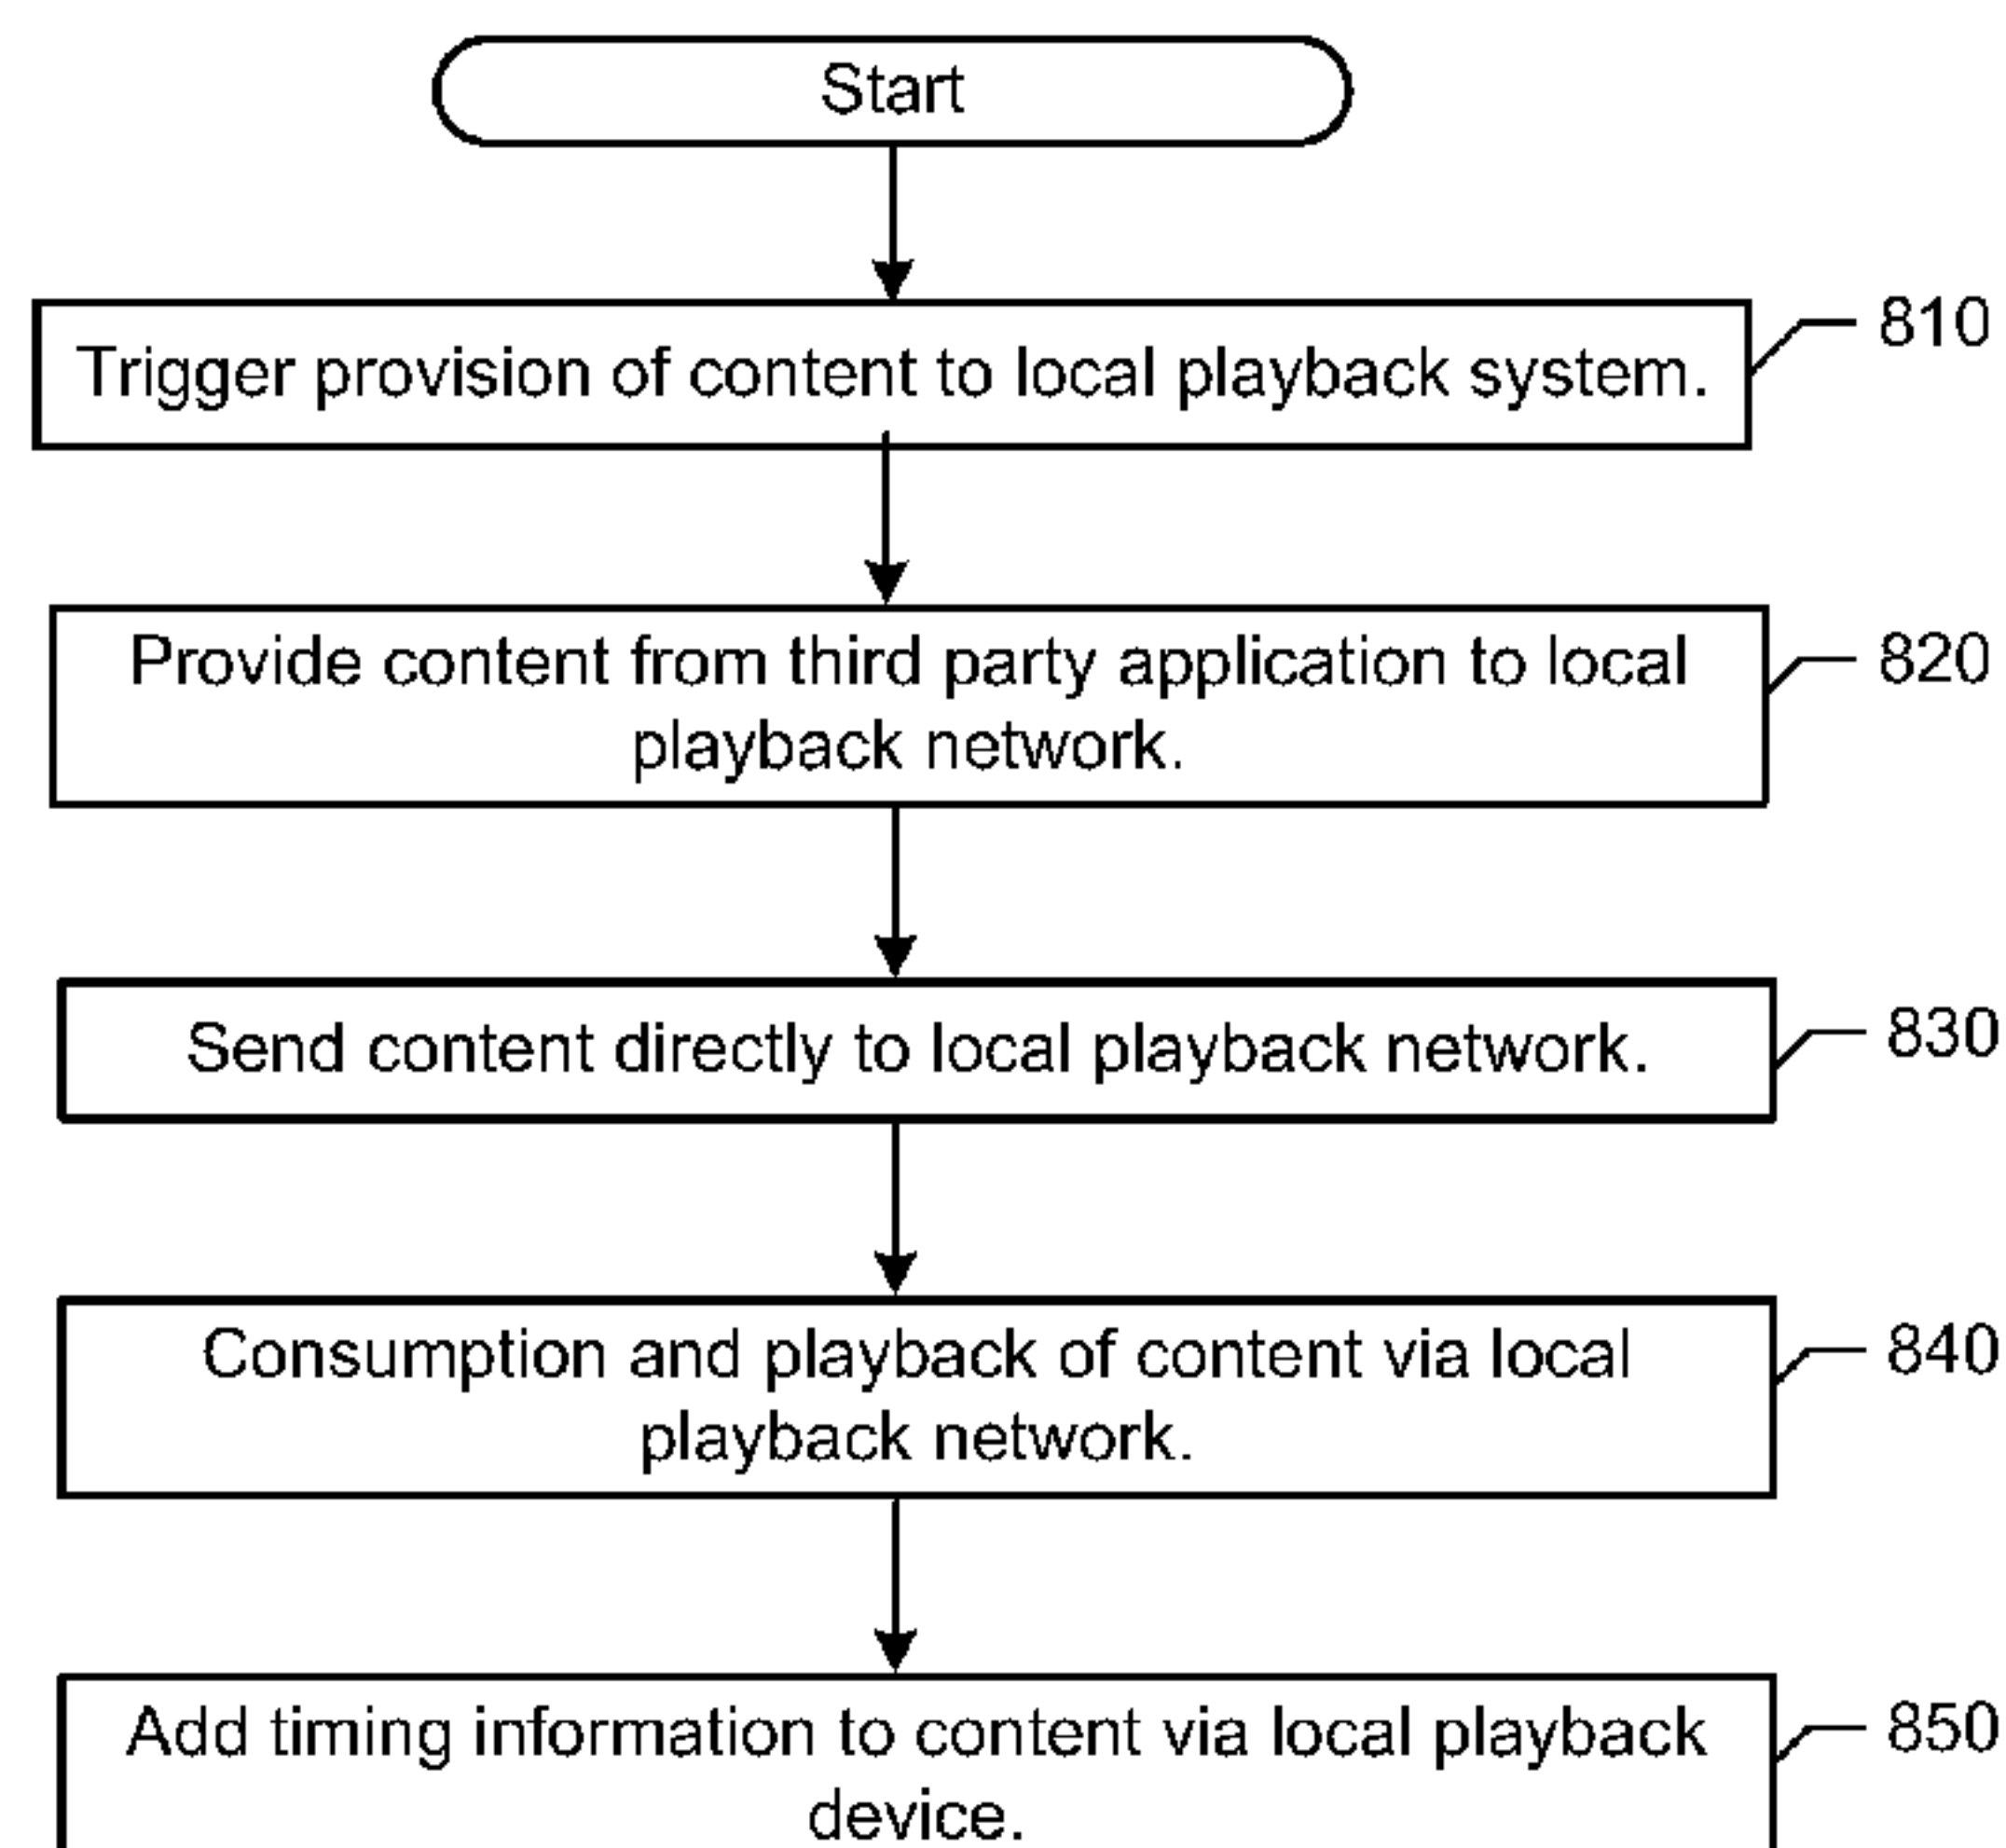 Start
Trigger provision of content to local playback system.
810
Provide content from third party application to local
playback network.
820
Send content directly to local playback network.
830
Consumption and playback of content via local
playback network.
840
Add timing information to content via local playback
device.
850